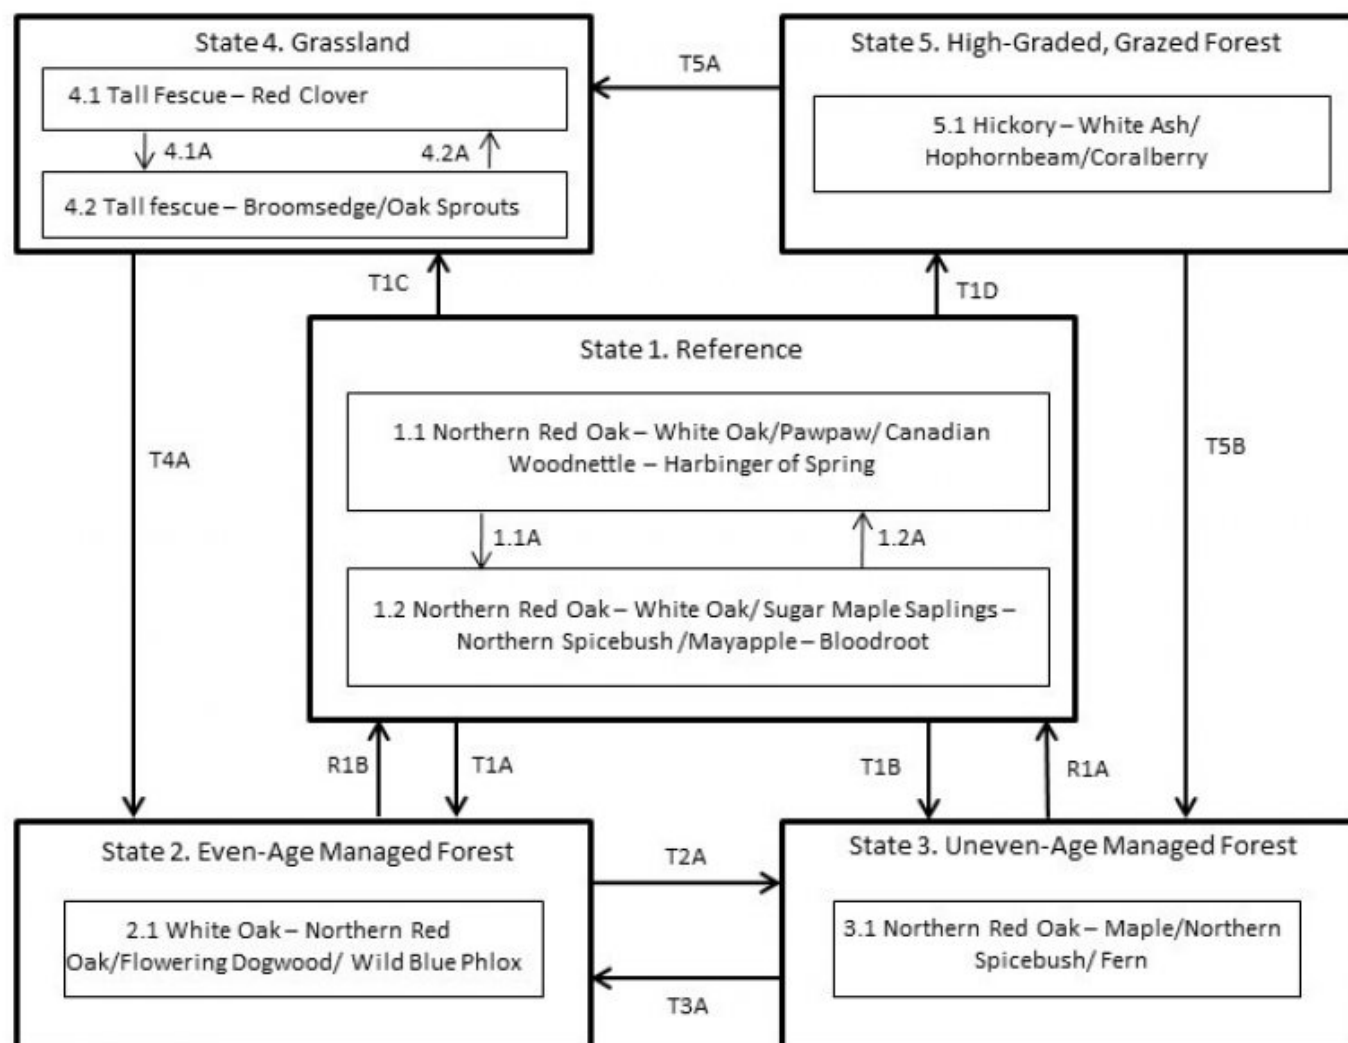 State 4. Grassland
4.1 Tall Fescue – Red Clover
4.1A
4.2A
4.2 Tall fescue – Broomsedge/Oak Sprouts
T5A
State 5. High-Graded, Grazed Forest
5.1 Hickory – White Ash/
Hophornbeam/Coralberry
T1C
T1D
State 1. Reference
1.1 Northern Red Oak – White Oak/Pawpaw/ Canadian
Woodnettle – Harbinger of Spring
1.1A
1.2A
1.2 Northern Red Oak – White Oak/ Sugar Maple Saplings –
Northern Spicebush /Mayapple – Bloodroot
T4A
T5B
R1B
T1A
T1B
R1A
State 2. Even-Age Managed Forest
2.1 White Oak – Northern Red
Oak/Flowering Dogwood/ Wild Blue Phlox
T2A
T3A
State 3. Uneven-Age Managed Forest
3.1 Northern Red Oak – Maple/Northern
Spicebush/ Fern